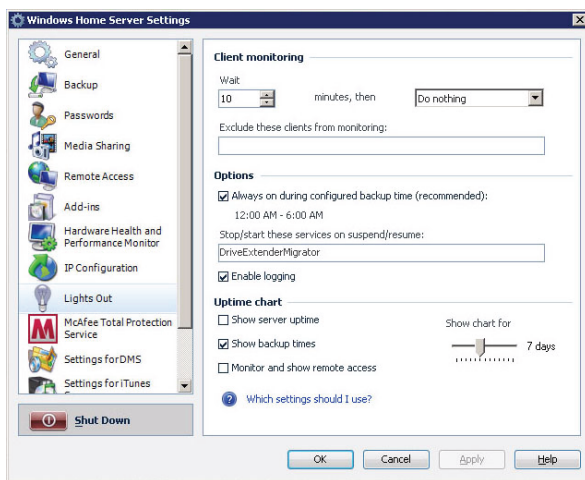 Windows Home Server Settings
General
Backup
Passwords
Media Sharing
Remote Access
Add-ins
Hardware Health and
Performance Monitor
IP Configuration
Lights Out
McAfee Total Protection
Service
Settings for DMS
Settings for iTunes
Shut Down
Client monitoring
Wait
10 minutes, then Do nothing
Exclude these clients from monitoring:
Options
Always on during configured backup time (recommended):
12:00 AM - 6:00 AM
Stop/start these services on suspend/resume:
DriveExtenderMigrator
Enable logging
Uptime chart
Show server uptime
Show chart for
Show backup times
7 days
Monitor and show remote access
Which settings should I use?
OK Cancel Apply Help